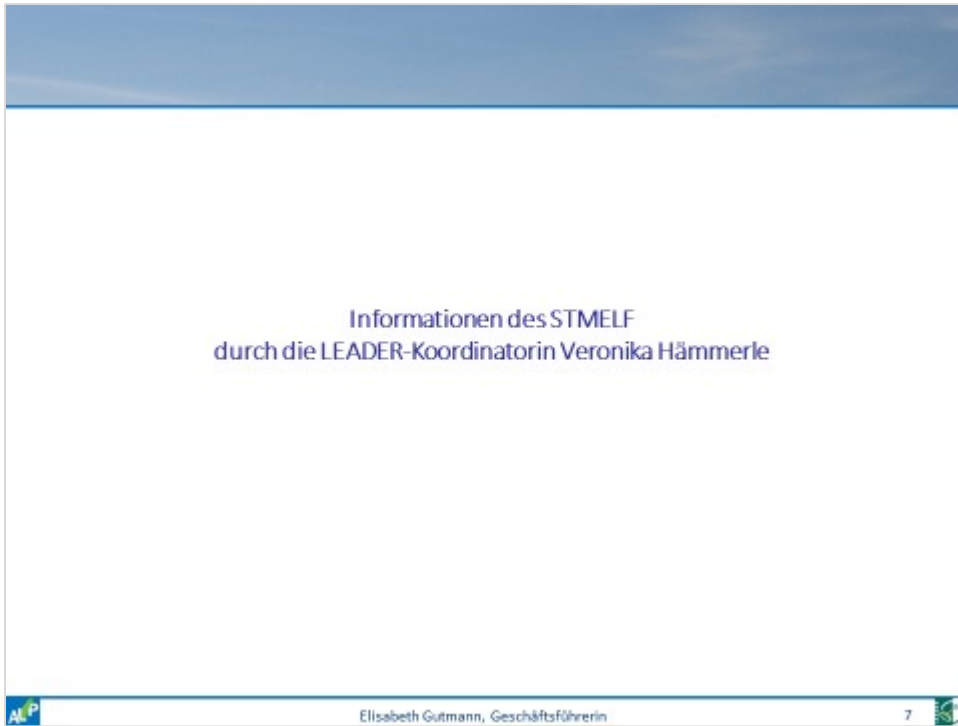 Informationen des STMELF
durch die LEADER-Koordinatorin Veronika Hämmerle
Elisabeth Gutmann, Geschäftsführerin
7